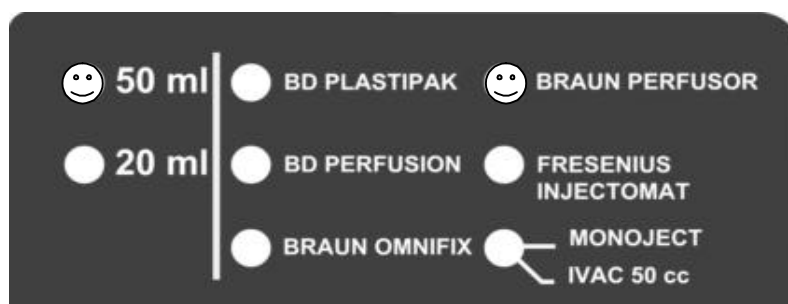 50 ml
BD PLASTIPAK
BRAUN PERFUSOR
20 ml
BD PERFUSION
FRESENIUS
INJECTOMAT
BRAUN OMNIFIX
MONOJECT
IVAC 50 cc